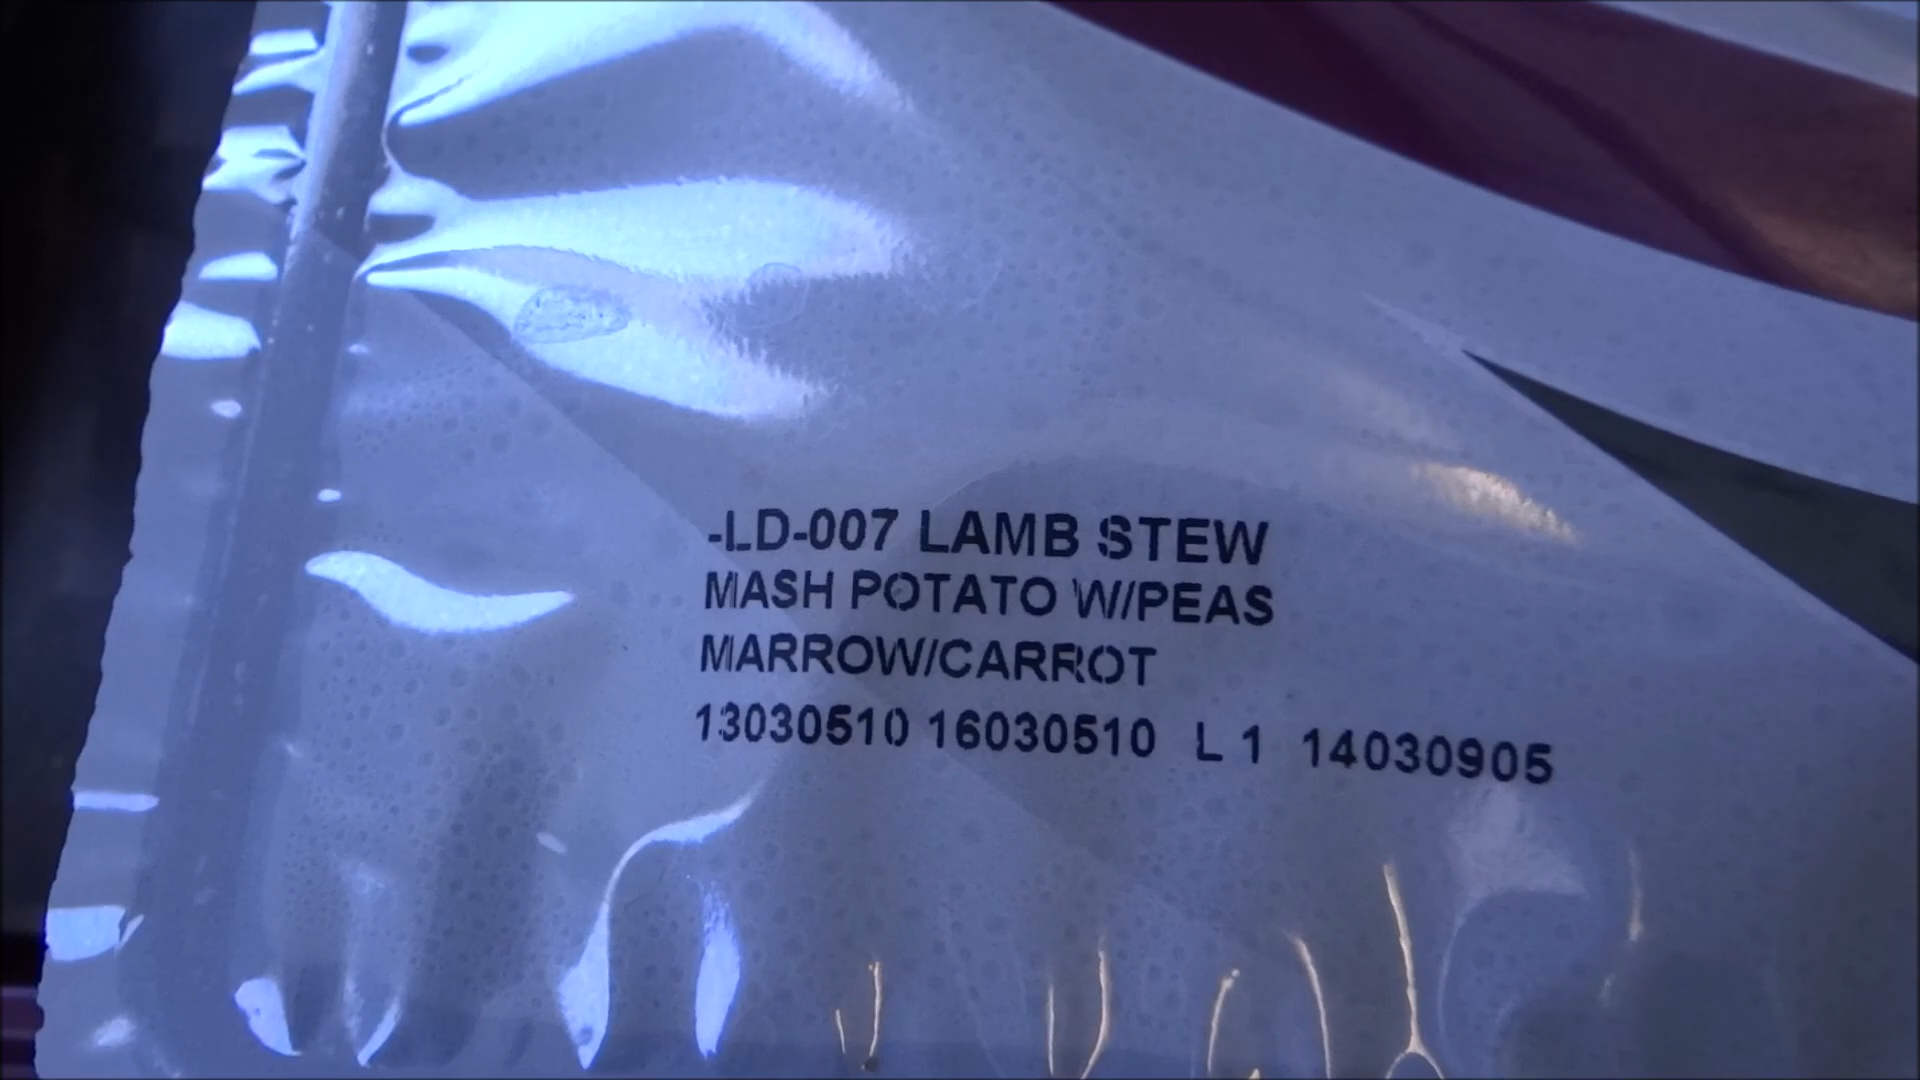 -LD-007 LAMB STEW
MASH POTATO W/PEAS
MARROW/CARROT
13030510 16030510 L 1 14030905